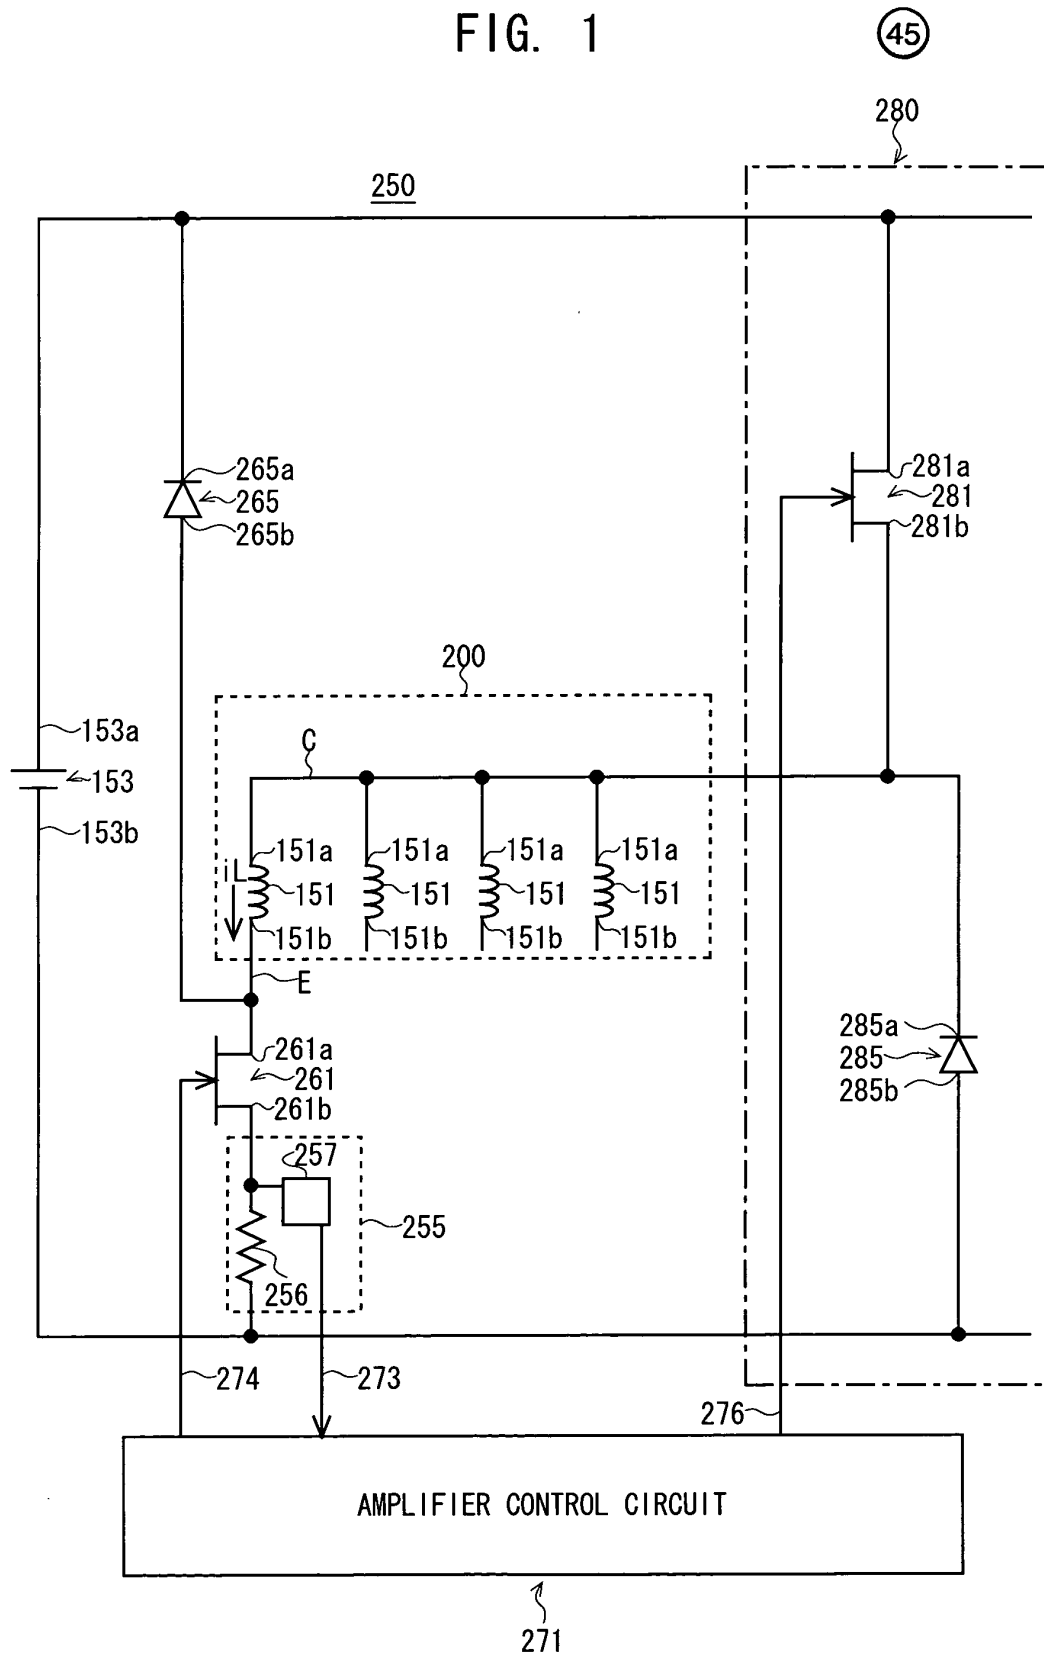 FIG. 1
45
280
250
265a
265
265b
281a
281
281b
200
153a
153
153b
C
151a 151a 151a 151a
iL
151 151 151 151
151b 151b 151b 151b
E
261a
261
261b
285a
285
285b
257
255
256
274
273
276
AMPLIFIER CONTROL CIRCUIT
271